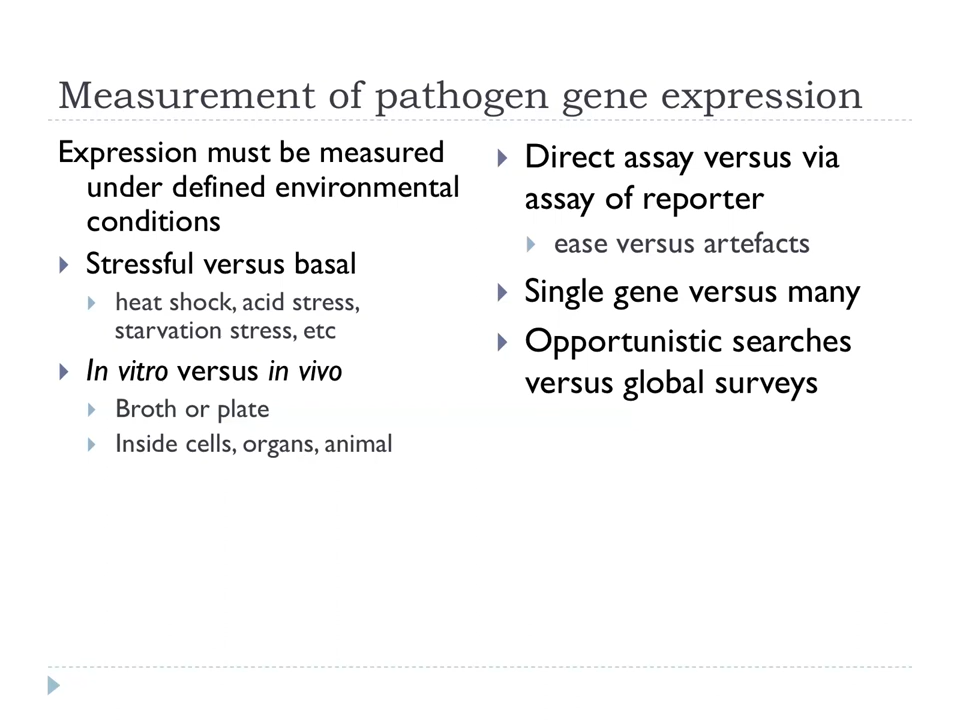 Measurement of pathogen gene expression
Expression must be measured
under defined environmental
conditions
Stressful versus basal
heat shock, acid stress,
starvation stress, etc
In vitro versus in vivo
Broth or plate
Inside cells, organs, animal
Direct assay versus via
assay of reporter
ease versus artefacts
Single gene versus many
Opportunistic searches
versus global surveys